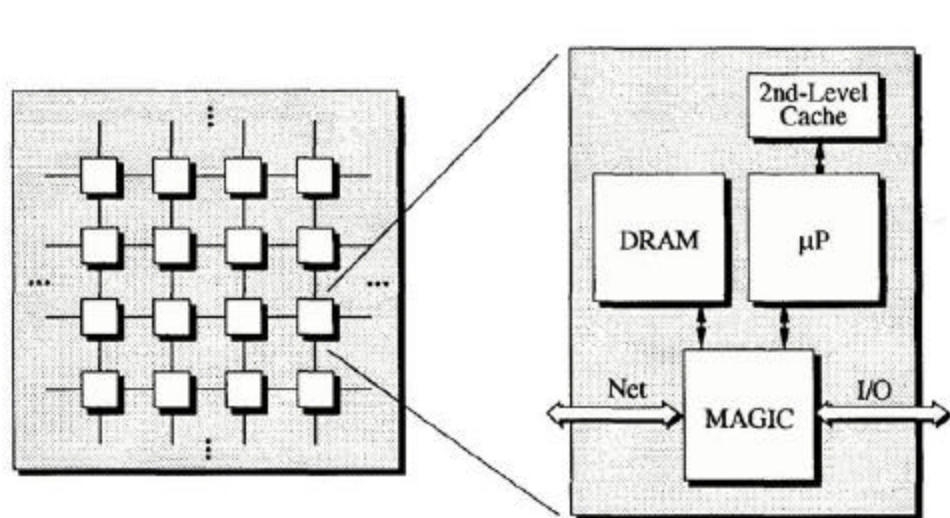 2nd-Level
Cache
DRAM
μP
Net
I/O
MAGIC